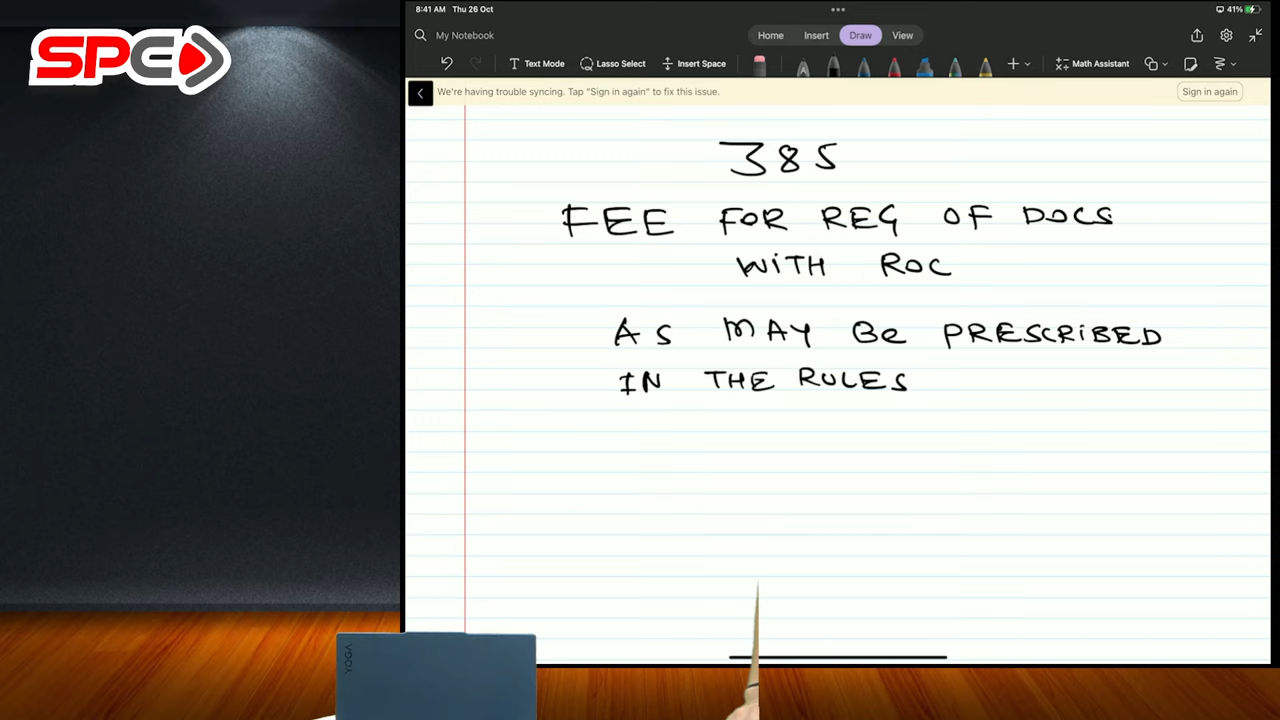 SPE
8:41 AM Thu 26 Oct
41%
My Notebook
Home Insert Draw View
Text Mode Lasso Select Insert Space Math Assistant
We're having trouble syncing. Tap "Sign in again" to fix this issue. Sign in again
385
FEE FOR REG OF DOCS
WITH ROC
AS MAY BE PRESCRIBED
IN THE RULES
YOGA